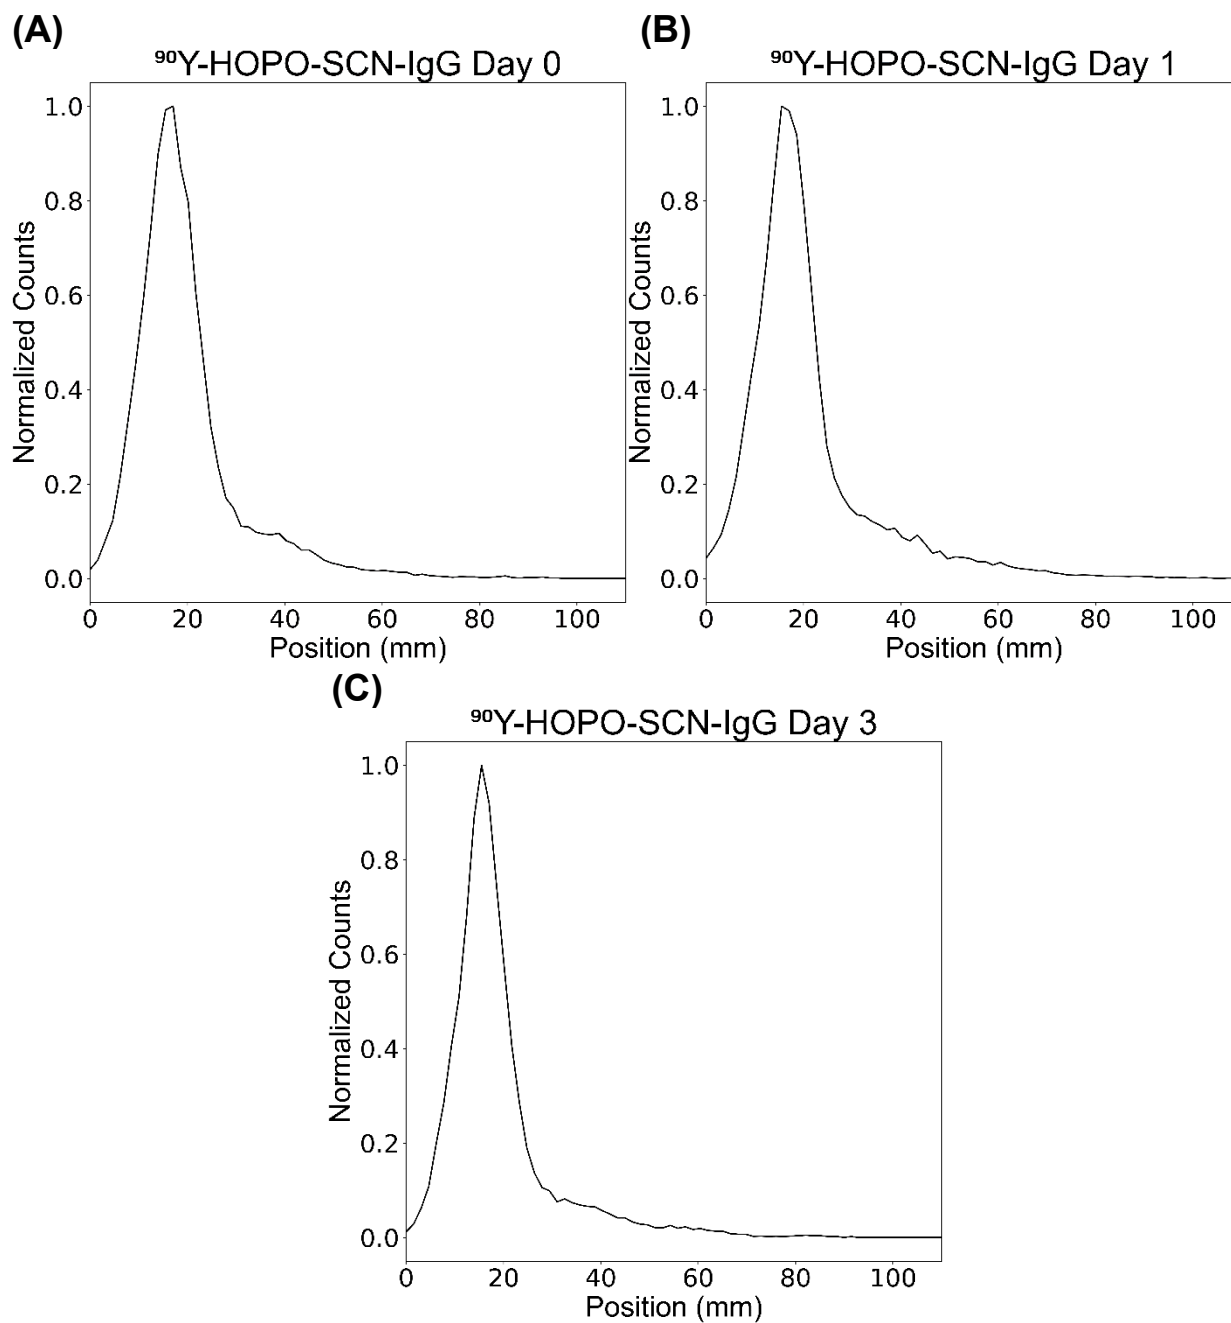 (A)
⁹⁰Y-HOPO-SCN-IgG Day 0
1.0
0.8
0.6
0.4
0.2
0.0
Normalized Counts
0 20 40 60 80 100
Position (mm)
(B)
⁹⁰Y-HOPO-SCN-IgG Day 1
1.0
0.8
0.6
0.4
0.2
0.0
Normalized Counts
0 20 40 60 80 100
Position (mm)
(C)
⁹⁰Y-HOPO-SCN-IgG Day 3
1.0
0.8
0.6
0.4
0.2
0.0
Normalized Counts
0 20 40 60 80 100
Position (mm)